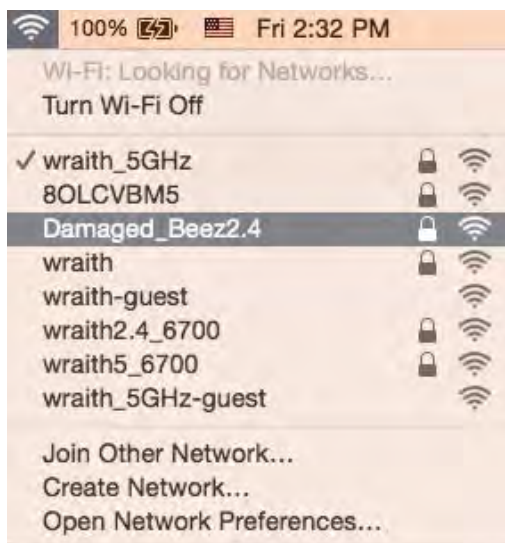 100% Fri 2:32 PM
Wi-Fi: Looking for Networks...
Turn Wi-Fi Off
✓ wraith_5GHz
8OLCVBM5
Damaged_Beez2.4
wraith
wraith-guest
wraith2.4_6700
wraith5_6700
wraith_5GHz-guest
Join Other Network...
Create Network...
Open Network Preferences...